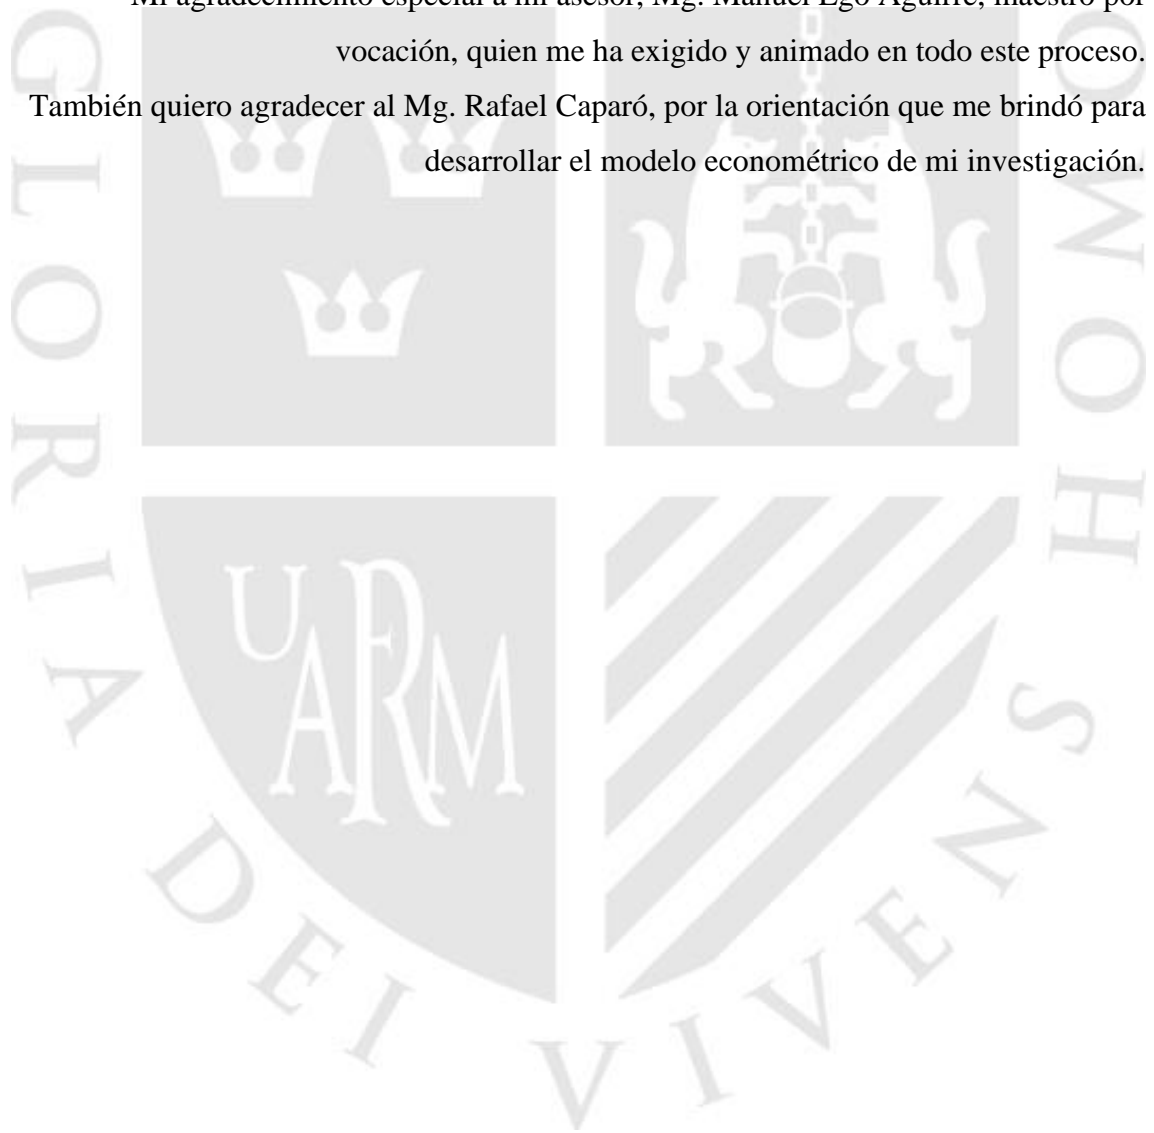 Mi agradecimiento especial a mi asesor, Mg. Manuel Ego Aguirre, maestro por
vocación, quien me ha exigido y animado en todo este proceso.
También quiero agradecer al Mg. Rafael Caparó, por la orientación que me brindó para
desarrollar el modelo econométrico de mi investigación.
GLORIA DEI VIVENS HOMO
UARM